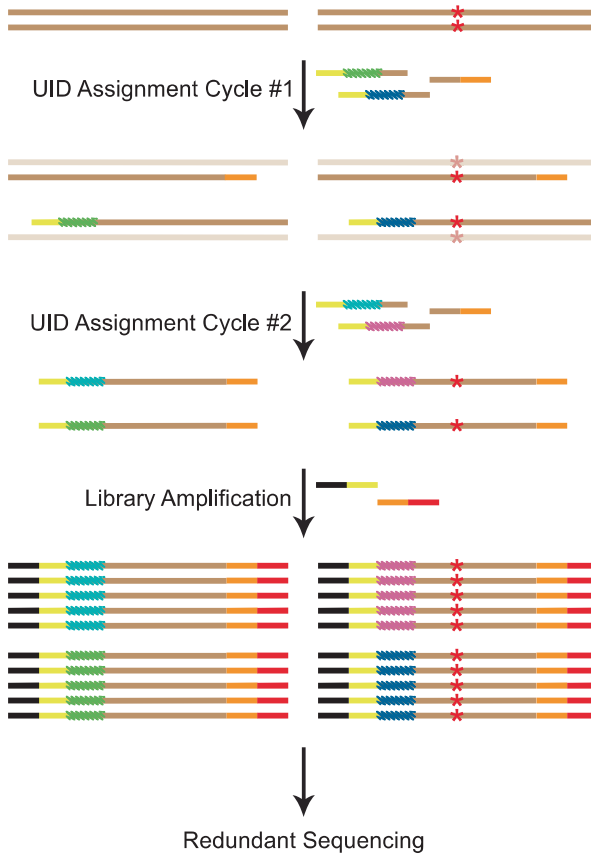 UID Assignment Cycle #1
UID Assignment Cycle #2
Library Amplification
Redundant Sequencing